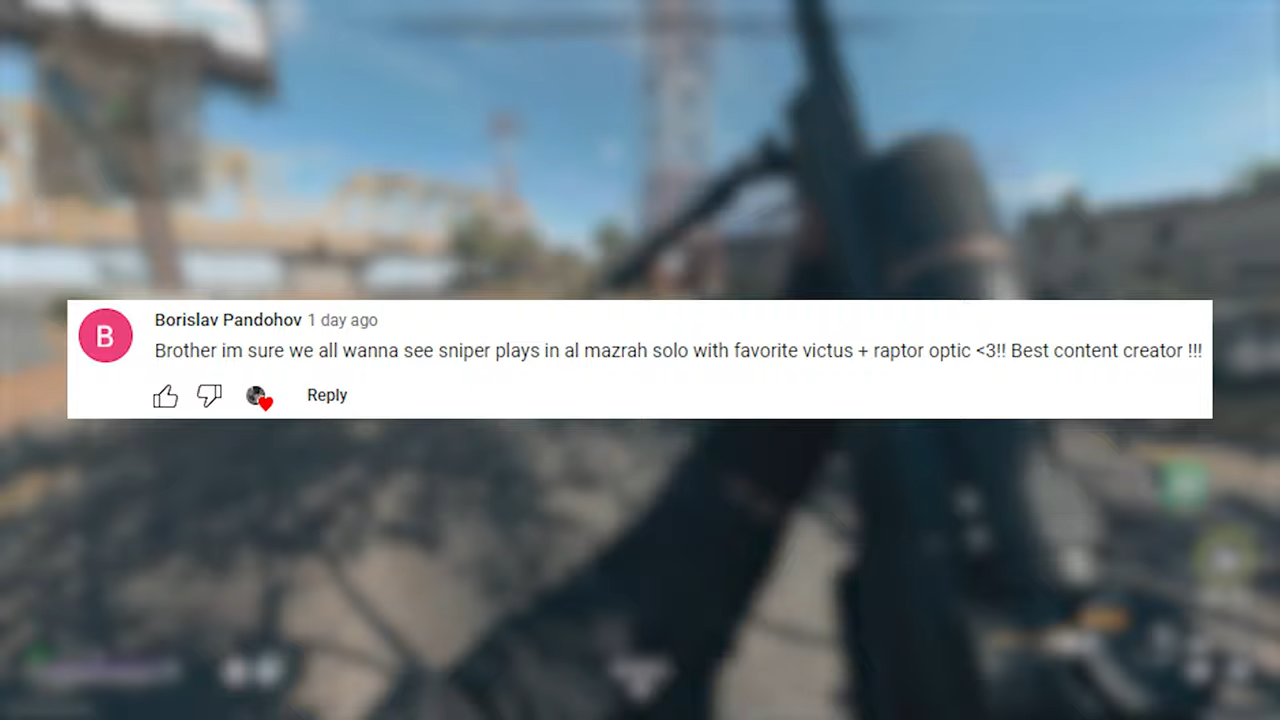 B
Borislav Pandohov 1 day ago
Brother im sure we all wanna see sniper plays in al mazrah solo with favorite victus + raptor optic <3!! Best content creator !!!
Reply